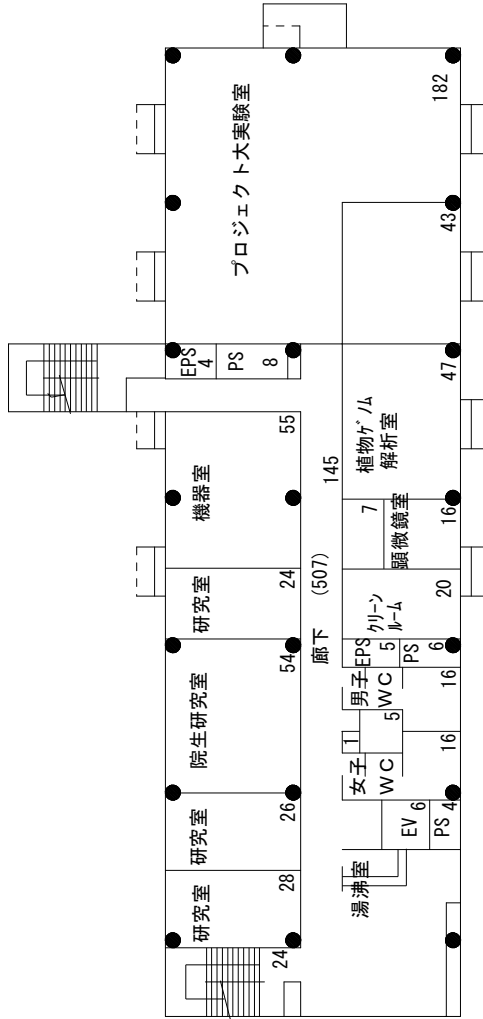 プロジェクト大実験室
182
43
EPS
4
PS
8
機器室
55
研究室
24
院生研究室
54
研究室
26
研究室
28
24
廊下 (507)
145
植物ｹﾞﾉﾑ
解析室
47
7
顕微鏡室
16
ｸﾘｰﾝ
ﾙｰﾑ
20
EPS
5
PS
6
男子
WC
16
5
1
女子
WC
16
EV
6
PS
4
湯沸室